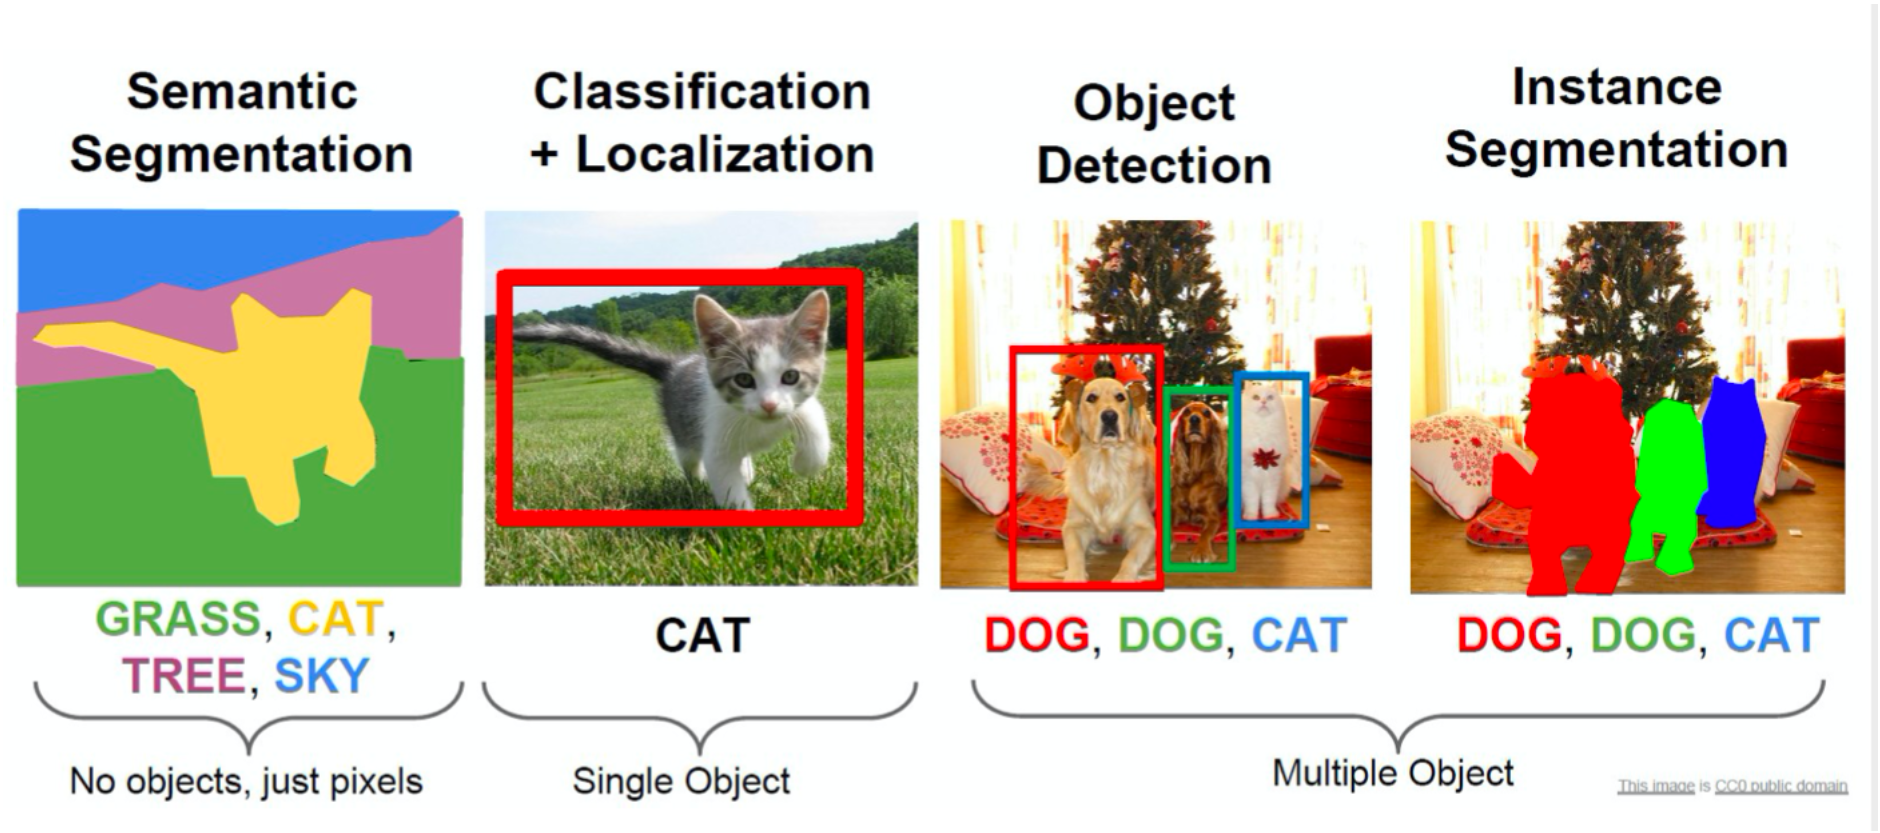 Semantic
Segmentation
Classification
+ Localization
Object
Detection
Instance
Segmentation
GRASS, CAT,
TREE, SKY
CAT
DOG, DOG, CAT
DOG, DOG, CAT
No objects, just pixels
Single Object
Multiple Object
This image is CC0 public domain